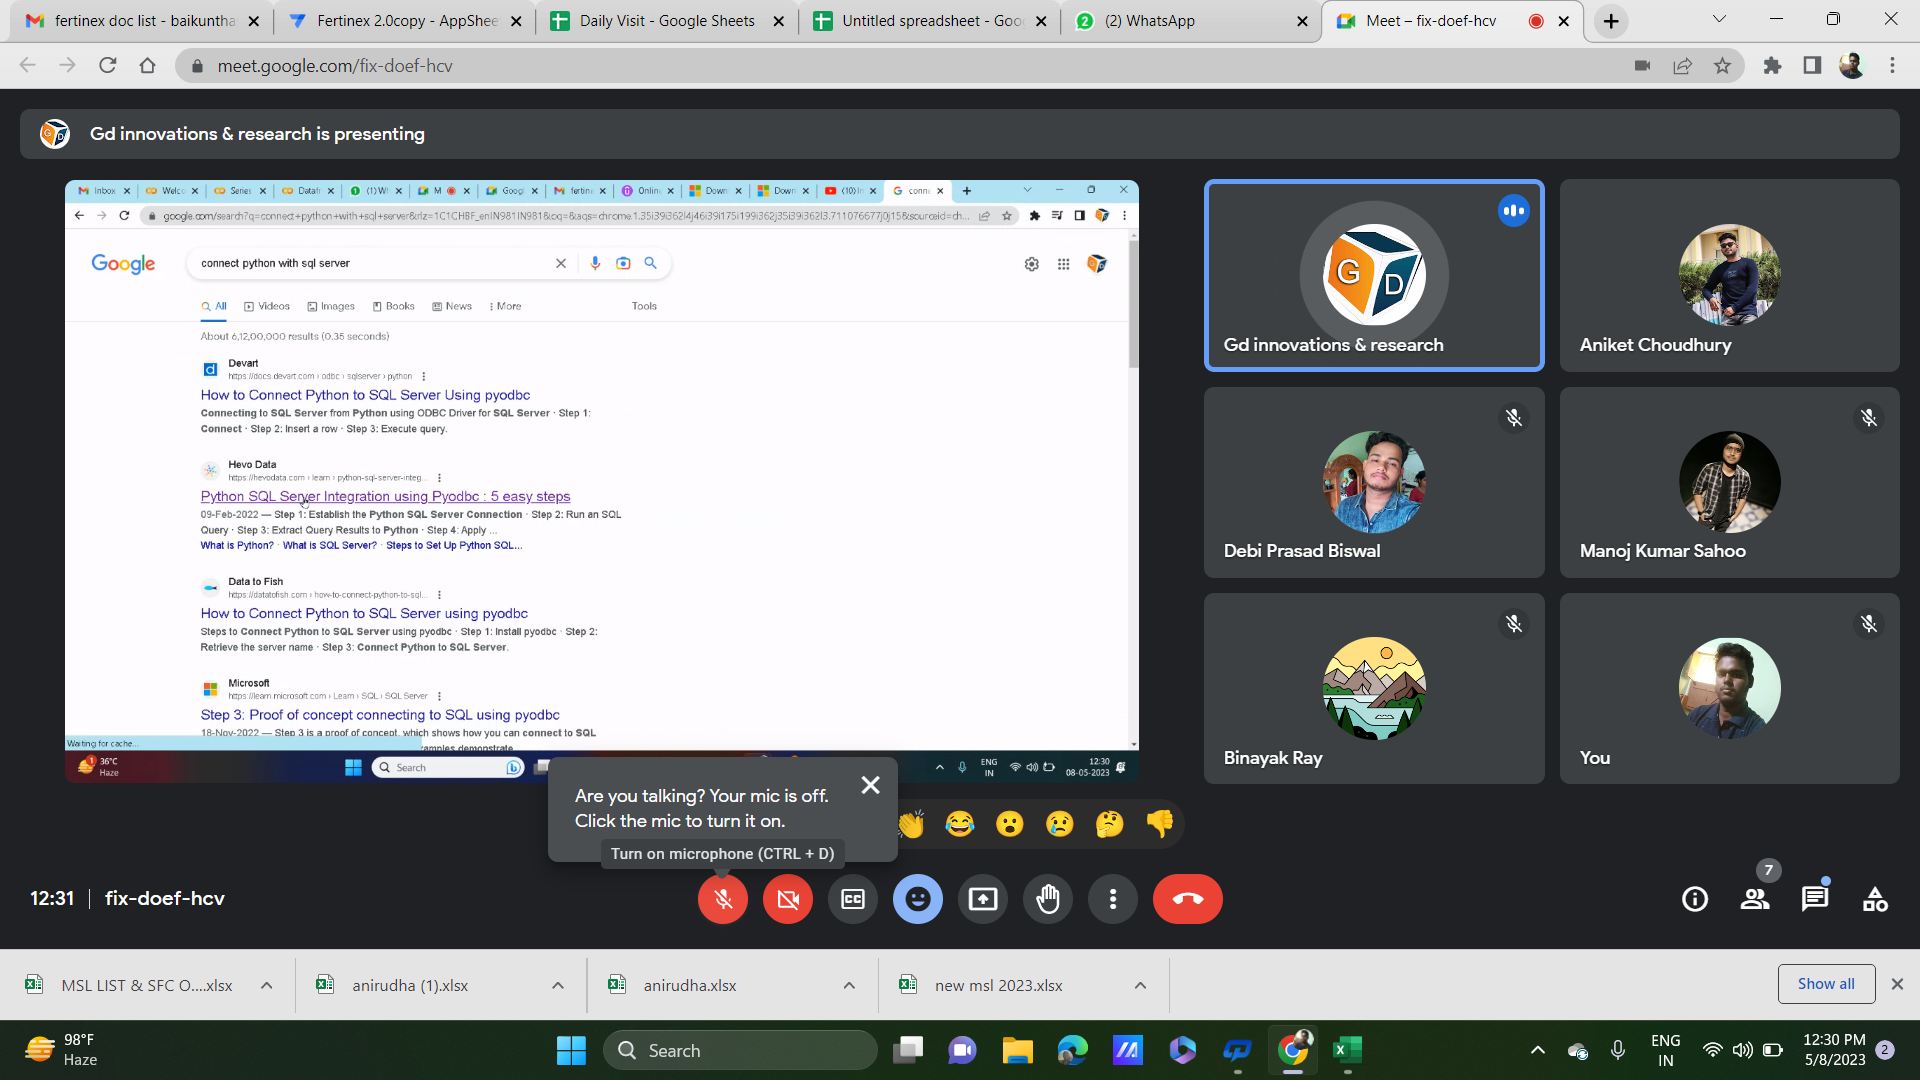 fertinex doc list - baikuntha
Fertinex 2.0copy - AppShee
Daily Visit - Google Sheets
Untitled spreadsheet - Goo
(2) WhatsApp
Meet – fix-doef-hcv
meet.google.com/fix-doef-hcv
Gd innovations & research is presenting
Inbox
Welco
Series
Datafr
(1) Wh
M
Googl
fertin
Online
Down
Down
(10) In
conne
google.com/search?q=connect+python+with+sql+server&rlz=1C1CHBF_enIN981IN981&oq=&aqs=chrome.1.35i39i362l4j46i39i175i199i362j35i39i362l3.711076677j0j15&sourceid=ch...
Google
connect python with sql server
All
Videos
Images
Books
News
More
Tools
About 6,12,00,000 results (0.35 seconds)
Devart
https://docs.devart.com › odbc › sqlserver › python
How to Connect Python to SQL Server Using pyodbc
Connecting to SQL Server from Python using ODBC Driver for SQL Server · Step 1:
Connect · Step 2: Insert a row · Step 3: Execute query.
Hevo Data
https://hevodata.com › learn › python-sql-server-integ...
Python SQL Server Integration using Pyodbc : 5 easy steps
09-Feb-2022 — Step 1: Establish the Python SQL Server Connection · Step 2: Run an SQL
Query · Step 3: Extract Query Results to Python · Step 4: Apply ...
What is Python? · What is SQL Server? · Steps to Set Up Python SQL...
Data to Fish
https://datatofish.com › how-to-connect-python-to-sql...
How to Connect Python to SQL Server using pyodbc
Steps to Connect Python to SQL Server using pyodbc · Step 1: Install pyodbc · Step 2:
Retrieve the server name · Step 3: Connect Python to SQL Server.
Microsoft
https://learn.microsoft.com › Learn › SQL › SQL Server
Step 3: Proof of concept connecting to SQL using pyodbc
18-Nov-2022 — Step 3 is a proof of concept, which shows how you can connect to SQL
Waiting for cache...
amples demonstrate
1
36°C
Haze
Search
ENG
IN
12:30
08-05-2023
G D
Gd innovations & research
Aniket Choudhury
Debi Prasad Biswal
Manoj Kumar Sahoo
Binayak Ray
You
Are you talking? Your mic is off.
Click the mic to turn it on.
Turn on microphone (CTRL + D)
12:31
fix-doef-hcv
CC
7
MSL LIST & SFC O....xlsx
anirudha (1).xlsx
anirudha.xlsx
new msl 2023.xlsx
Show all
98°F
Haze
Search
ENG
IN
12:30 PM
5/8/2023
2